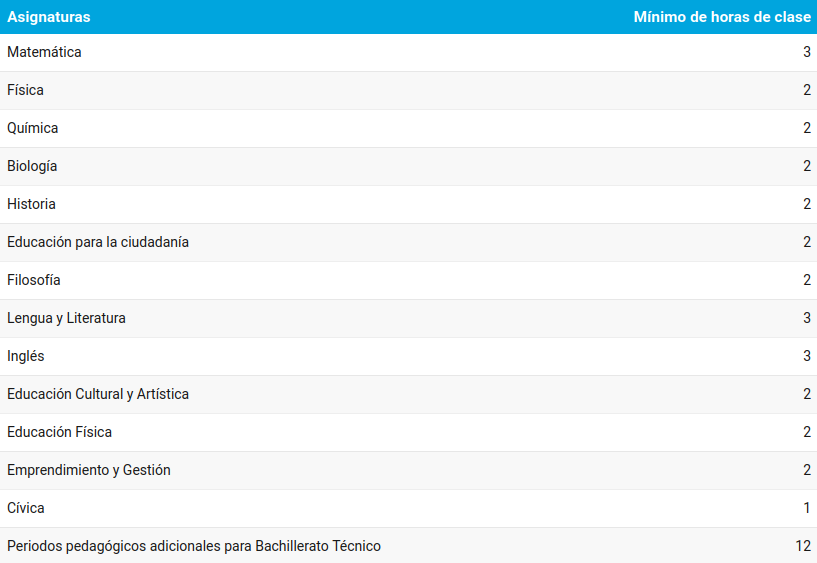 Asignaturas Mínimo de horas de clase
Matemática 3
Física 2
Química 2
Biología 2
Historia 2
Educación para la ciudadanía 2
Filosofía 2
Lengua y Literatura 3
Inglés 3
Educación Cultural y Artística 2
Educación Física 2
Emprendimiento y Gestión 2
Cívica 1
Periodos pedagógicos adicionales para Bachillerato Técnico 12